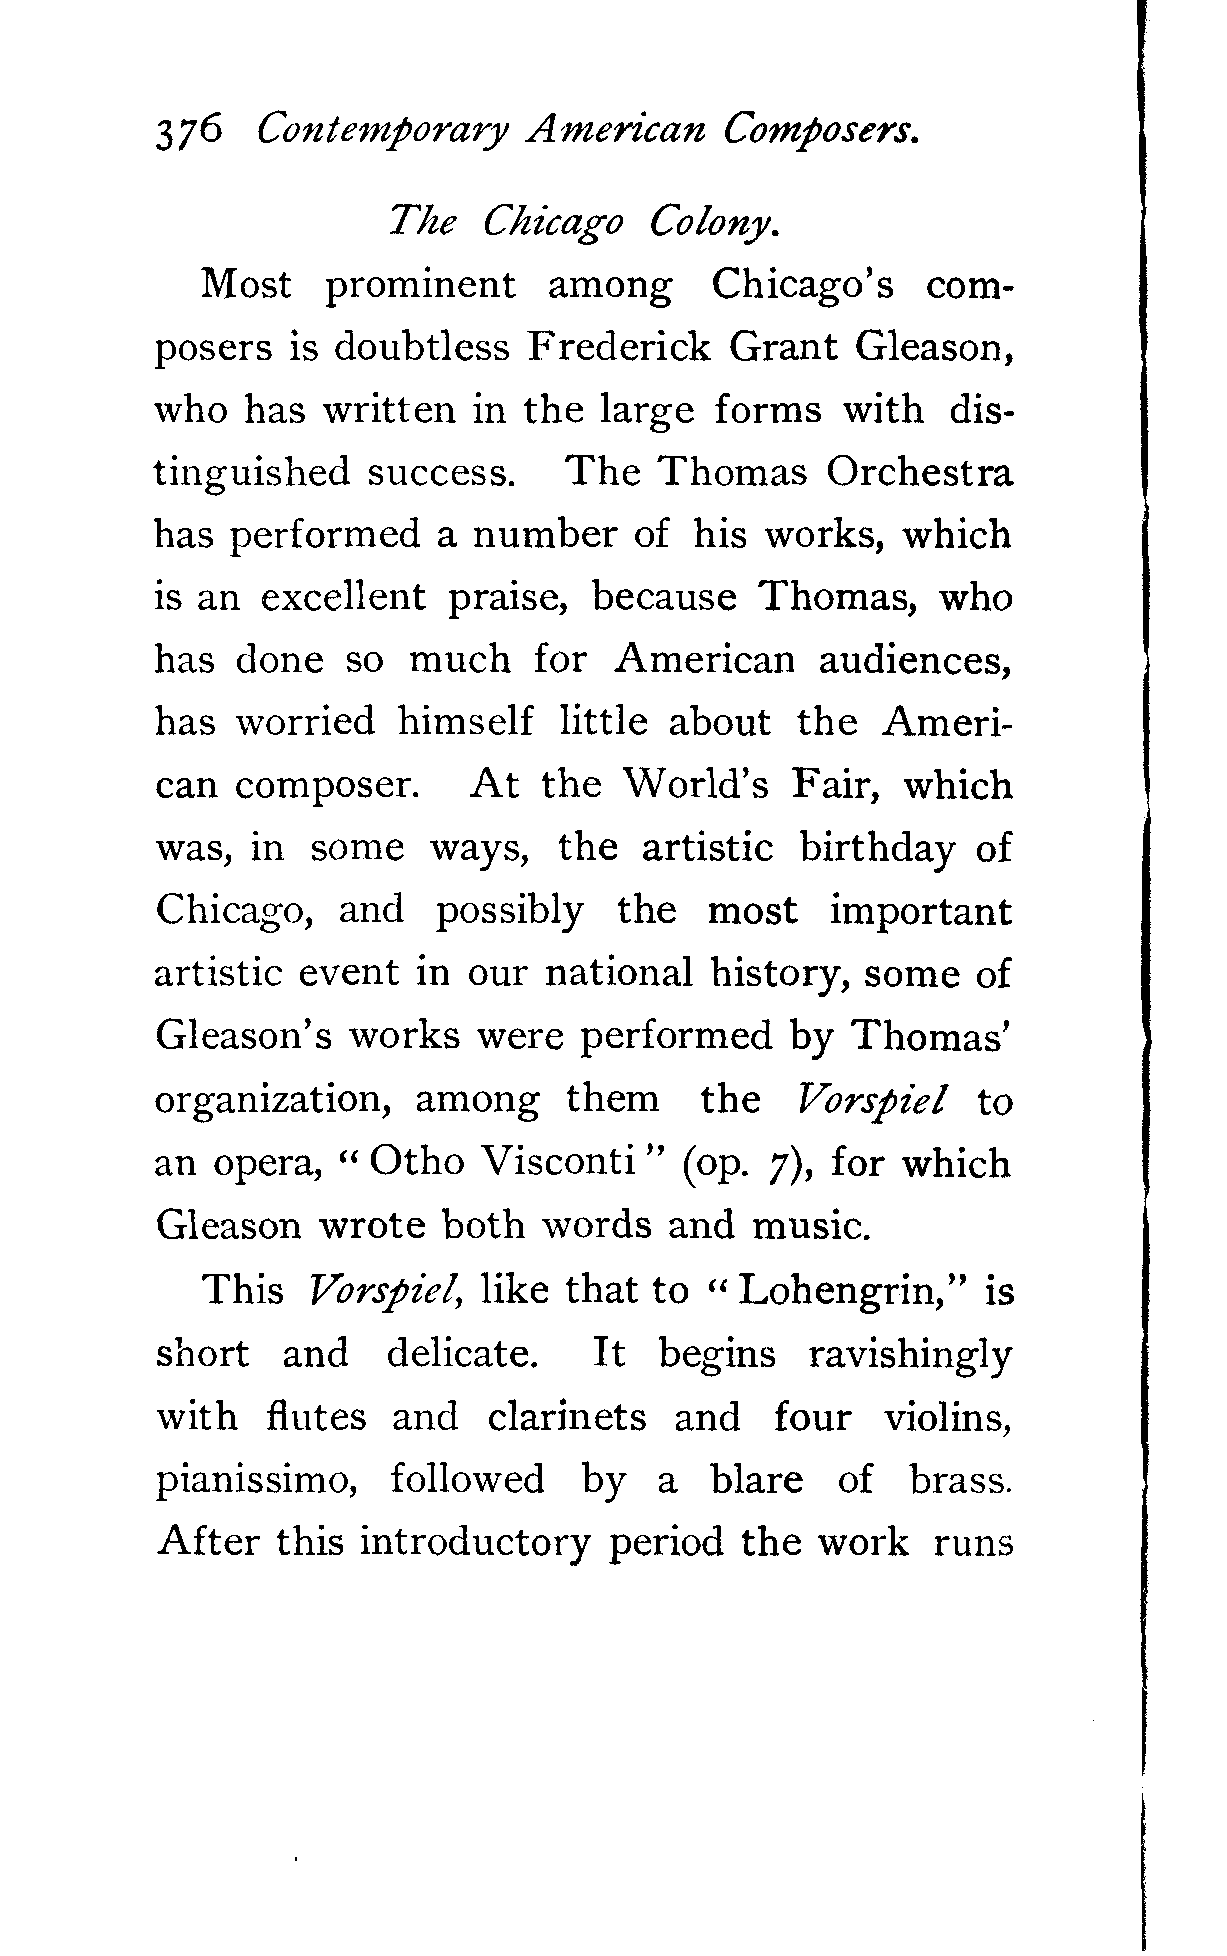 376 Contemporary American Composers.
The Chicago Colony.
Most prominent among Chicago's com-
posers is doubtless Frederick Grant Gleason,
who has written in the large forms with dis-
tinguished success. The Thomas Orchestra
has performed a number of his works, which
is an excellent praise, because Thomas, who
has done so much for American audiences,
has worried himself little about the Ameri-
can composer. At the World's Fair, which
was, in some ways, the artistic birthday of
Chicago, and possibly the most important
artistic event in our national history, some of
Gleason's works were performed by Thomas'
organization, among them the Vorspiel to
an opera, "Otho Visconti" (op. 7), for which
Gleason wrote both words and music.
This Vorspiel, like that to "Lohengrin," is
short and delicate. It begins ravishingly
with flutes and clarinets and four violins,
pianissimo, followed by a blare of brass.
After this introductory period the work runs